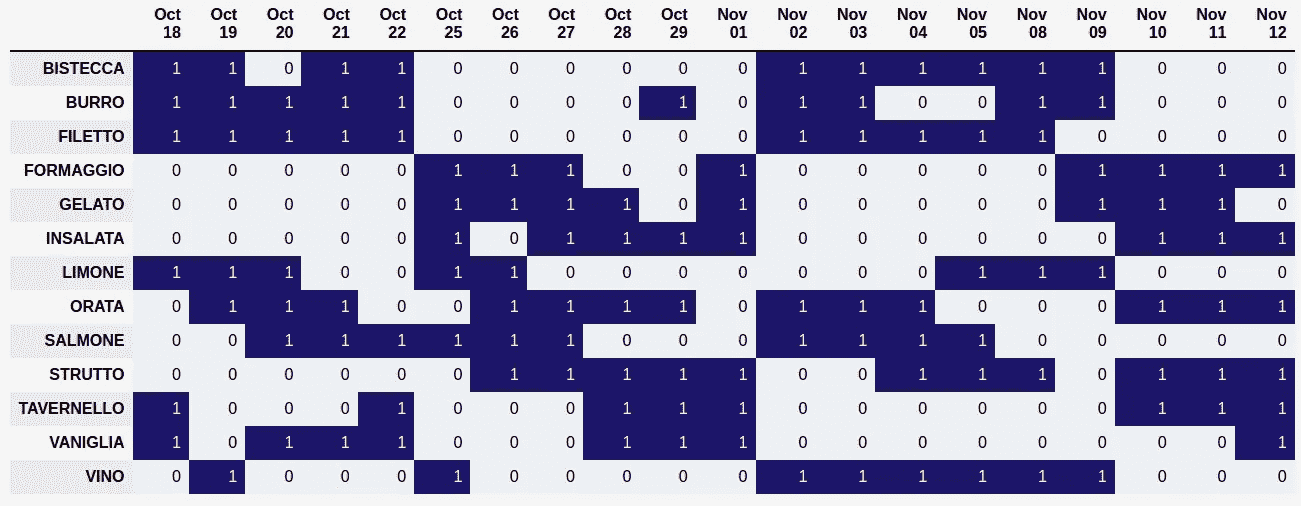 Oct Oct Oct Oct Oct Oct Oct Oct Oct Oct Nov Nov Nov Nov Nov Nov Nov Nov Nov Nov
18 19 20 21 22 25 26 27 28 29 01 02 03 04 05 08 09 10 11 12
BISTECCA 1 1 0 1 1 0 0 0 0 0 0 1 1 1 1 1 1 0 0 0
BURRO 1 1 1 1 1 0 0 0 0 1 0 1 1 0 0 1 1 0 0 0
FILETTO 1 1 1 1 1 0 0 0 0 0 0 1 1 1 1 1 0 0 0 0
FORMAGGIO 0 0 0 0 0 1 1 1 0 0 1 0 0 0 0 0 1 1 1 1
GELATO 0 0 0 0 0 1 1 1 1 0 1 0 0 0 0 0 1 1 1 0
INSALATA 0 0 0 0 0 1 0 1 1 1 1 0 0 0 0 0 0 1 1 1
LIMONE 1 1 1 0 0 1 1 0 0 0 0 0 0 0 1 1 1 0 0 0
ORATA 0 1 1 1 0 0 1 1 1 1 0 1 1 1 0 0 0 1 1 1
SALMONE 0 0 1 1 1 1 1 1 0 0 0 1 1 1 1 0 0 0 0 0
STRUTTO 0 0 0 0 0 0 1 1 1 1 1 0 0 1 1 1 0 1 1 1
TAVERNELLO 1 0 0 0 1 0 0 0 1 1 1 0 0 0 0 0 0 1 1 1
VANIGLIA 1 0 1 1 1 0 0 0 1 1 1 0 0 0 0 0 0 0 0 1
VINO 0 1 0 0 0 1 0 0 0 0 0 1 1 1 1 1 1 0 0 0